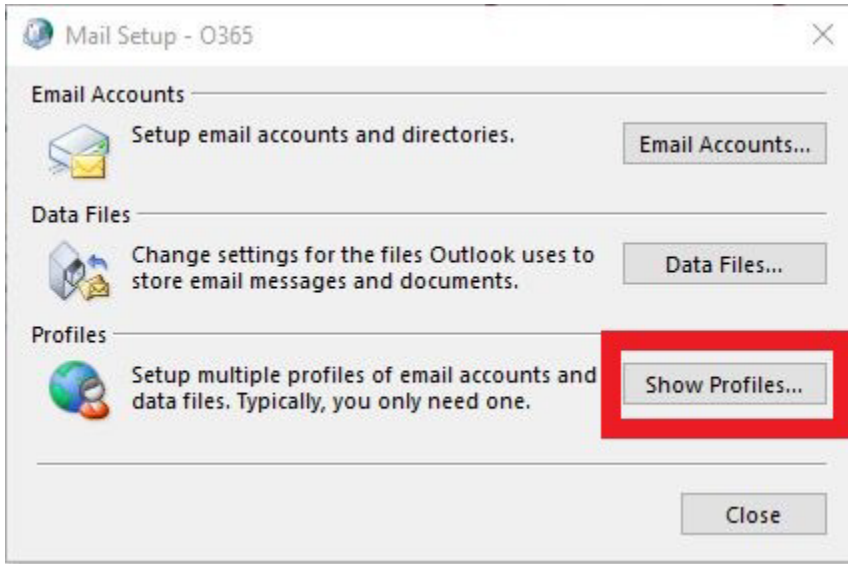 Mail Setup - O365
Email Accounts
Setup email accounts and directories.
Email Accounts...
Data Files
Change settings for the files Outlook uses to
store email messages and documents.
Data Files...
Profiles
Setup multiple profiles of email accounts and
data files. Typically, you only need one.
Show Profiles...
Close